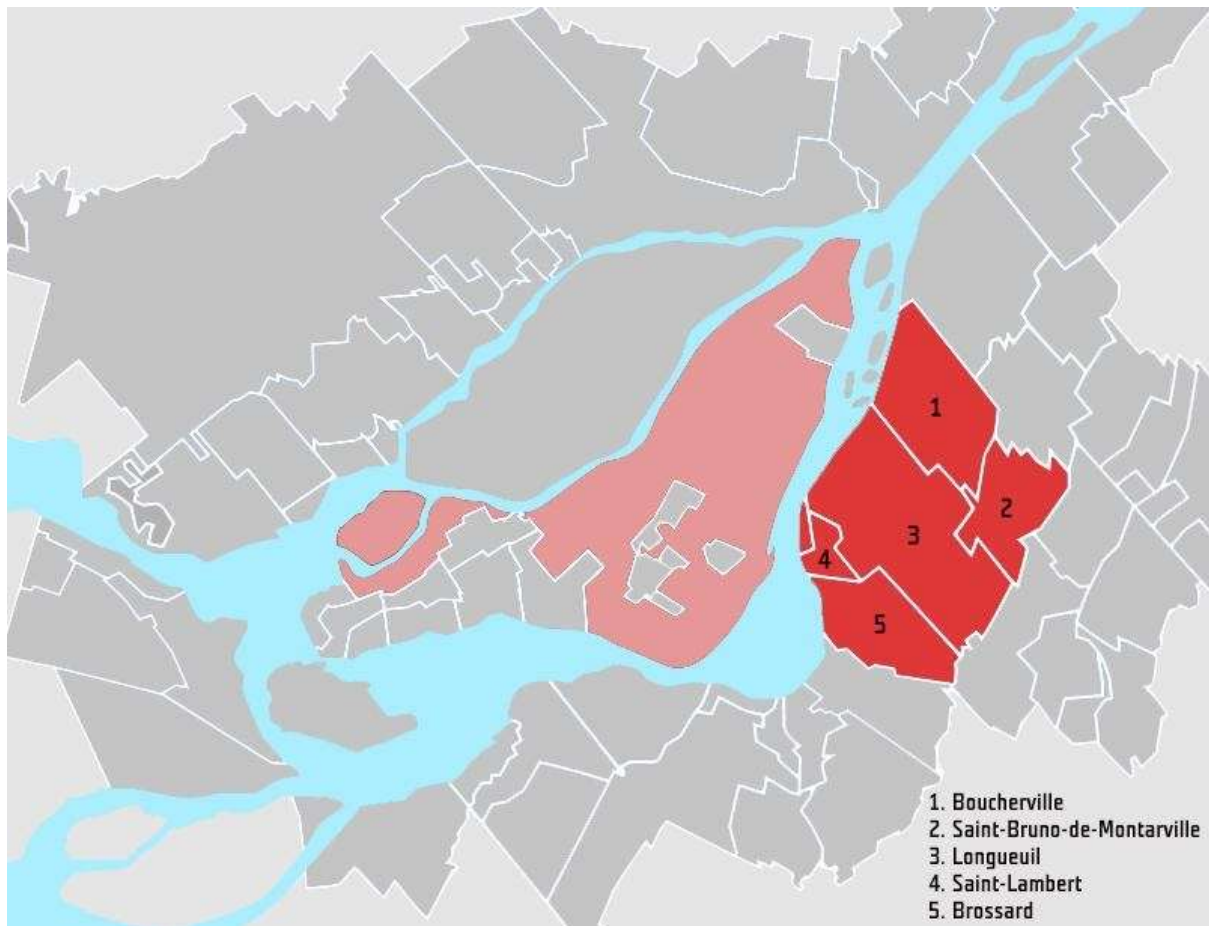 1
2
3
4
5
1. Boucherville
2. Saint-Bruno-de-Montarville
3. Longueuil
4. Saint-Lambert
5. Brossard